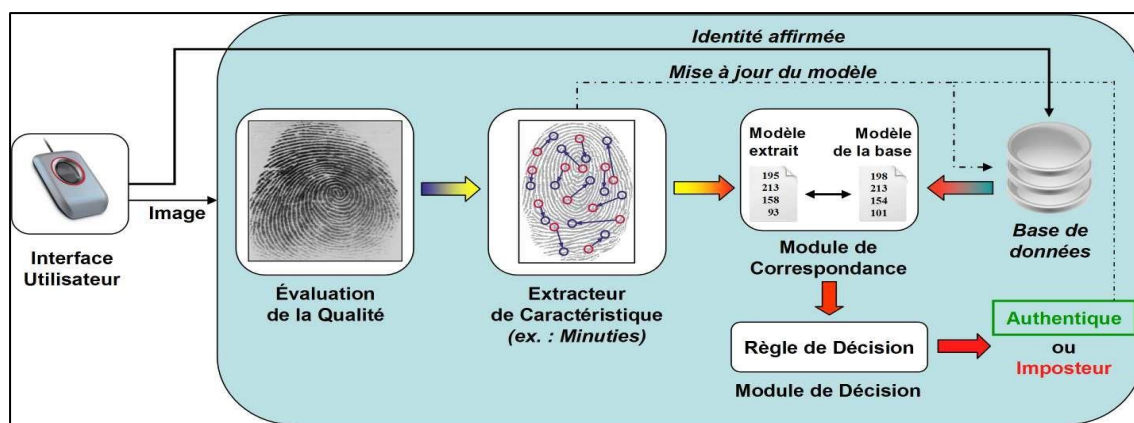 Identité affirmée
Mise à jour du modèle
Image
Interface
Utilisateur
Évaluation
de la Qualité
Extracteur
de Caractéristique
(ex. : Minuties)
Modèle
extrait
195
213
158
93
Modèle
de la base
198
213
154
101
Module de
Correspondance
Base de
données
Règle de Décision
Module de Décision
Authentique
ou
Imposteur